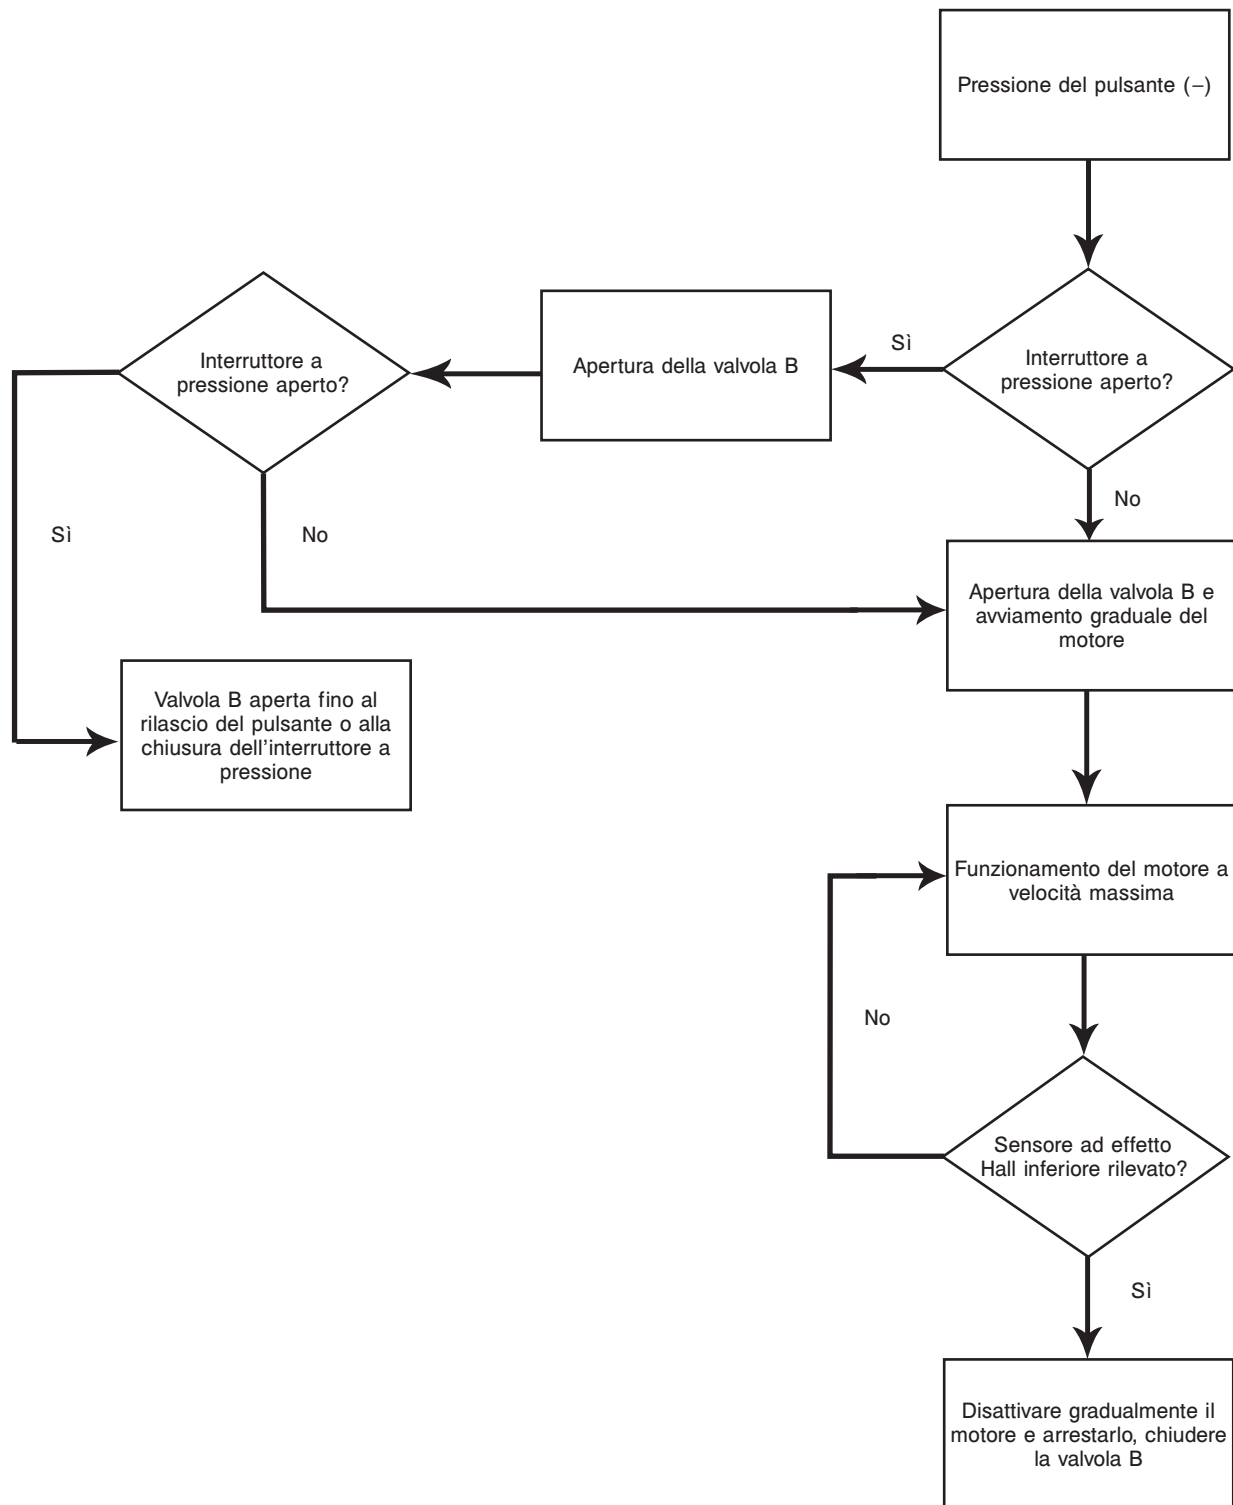 Pressione del pulsante (–)
Interruttore a
pressione aperto?
Sì
Apertura della valvola B
Interruttore a
pressione aperto?
No
Sì
No
Apertura della valvola B e
avviamento graduale del
motore
Valvola B aperta fino al
rilascio del pulsante o alla
chiusura dell’interruttore a
pressione
Funzionamento del motore a
velocità massima
No
Sensore ad effetto
Hall inferiore rilevato?
Sì
Disattivare gradualmente il
motore e arrestarlo, chiudere
la valvola B